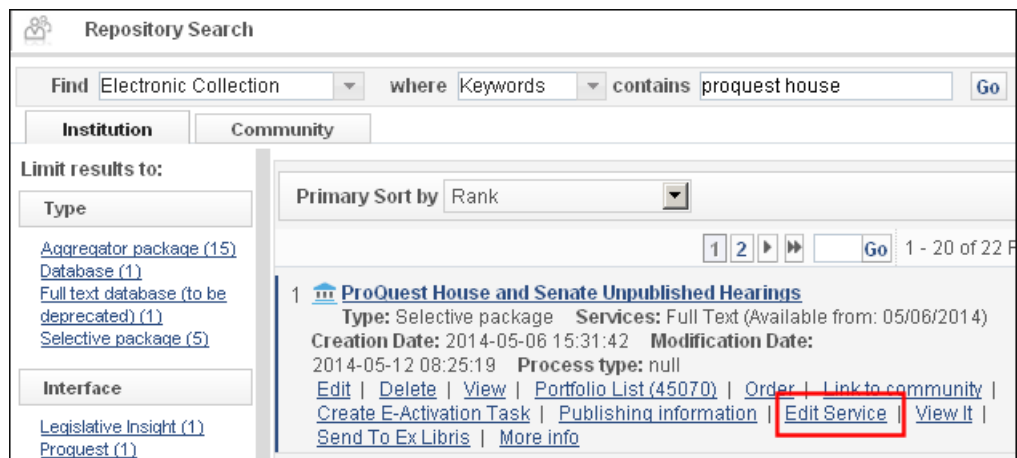 Repository Search
Find Electronic Collection where Keywords contains proquest house Go
Institution Community
Limit results to:
Type
Aggregator package (15)
Database (1)
Full text database (to be
deprecated) (1)
Selective package (5)
Interface
Legislative Insight (1)
Proquest (1)
Primary Sort by Rank
1 2 Go 1 - 20 of 22
1 ProQuest House and Senate Unpublished Hearings
Type: Selective package Services: Full Text (Available from: 05/06/2014)
Creation Date: 2014-05-06 15:31:42 Modification Date:
2014-05-12 08:25:19 Process type: null
Edit | Delete | View | Portfolio List (45070) | Order | Link to community |
Create E-Activation Task | Publishing information | Edit Service | View It |
Send To Ex Libris | More info